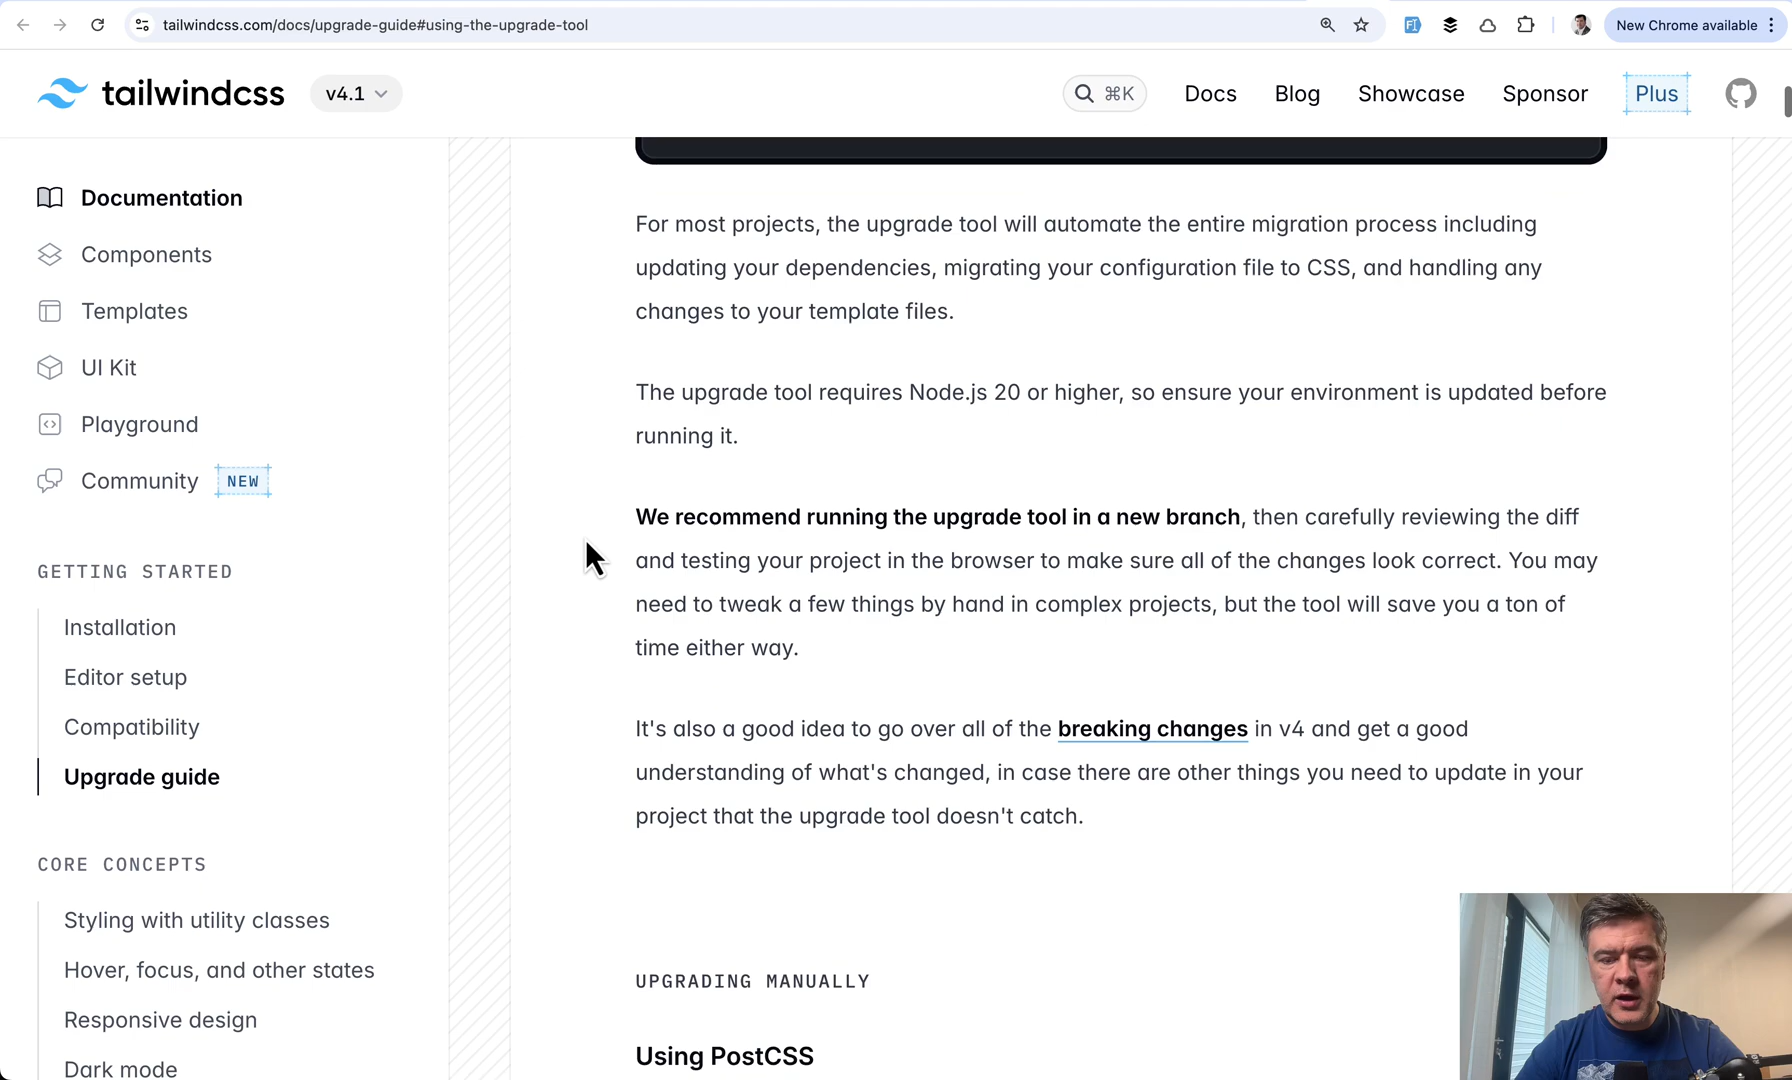 tailwindcss.com/docs/upgrade-guide#using-the-upgrade-tool
New Chrome available
tailwindcss
v4.1
⌘K
Docs
Blog
Showcase
Sponsor
Plus
Documentation
Components
Templates
UI Kit
Playground
Community
NEW
GETTING STARTED
Installation
Editor setup
Compatibility
Upgrade guide
CORE CONCEPTS
Styling with utility classes
Hover, focus, and other states
Responsive design
Dark mode
For most projects, the upgrade tool will automate the entire migration process including
updating your dependencies, migrating your configuration file to CSS, and handling any
changes to your template files.
The upgrade tool requires Node.js 20 or higher, so ensure your environment is updated before
running it.
We recommend running the upgrade tool in a new branch, then carefully reviewing the diff
and testing your project in the browser to make sure all of the changes look correct. You may
need to tweak a few things by hand in complex projects, but the tool will save you a ton of
time either way.
It's also a good idea to go over all of the breaking changes in v4 and get a good
understanding of what's changed, in case there are other things you need to update in your
project that the upgrade tool doesn't catch.
UPGRADING MANUALLY
Using PostCSS